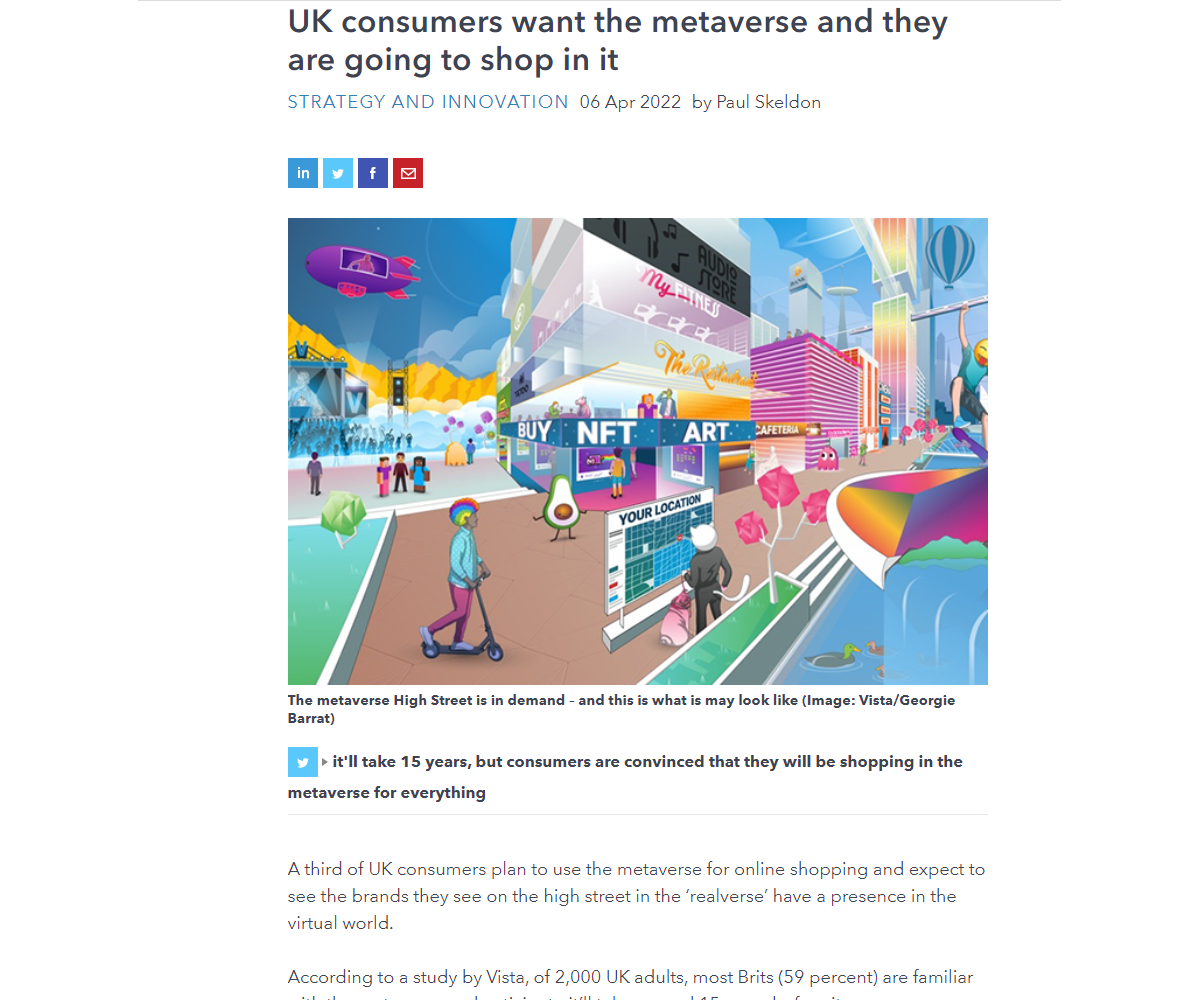 UK consumers want the metaverse and they
are going to shop in it
STRATEGY AND INNOVATION 06 Apr 2022 by Paul Skeldon
in
f
AUDIO
STORE
My FITNESS
The Restaurant
BANK
BUY NFT ART
CAFETERIA
V
YOUR LOCATION
The metaverse High Street is in demand – and this is what is may look like (Image: Vista/Georgie
Barrat)
it'll take 15 years, but consumers are convinced that they will be shopping in the
metaverse for everything
A third of UK consumers plan to use the metaverse for online shopping and expect to
see the brands they see on the high street in the ‘realverse’ have a presence in the
virtual world.
According to a study by Vista, of 2,000 UK adults, most Brits (59 percent) are familiar